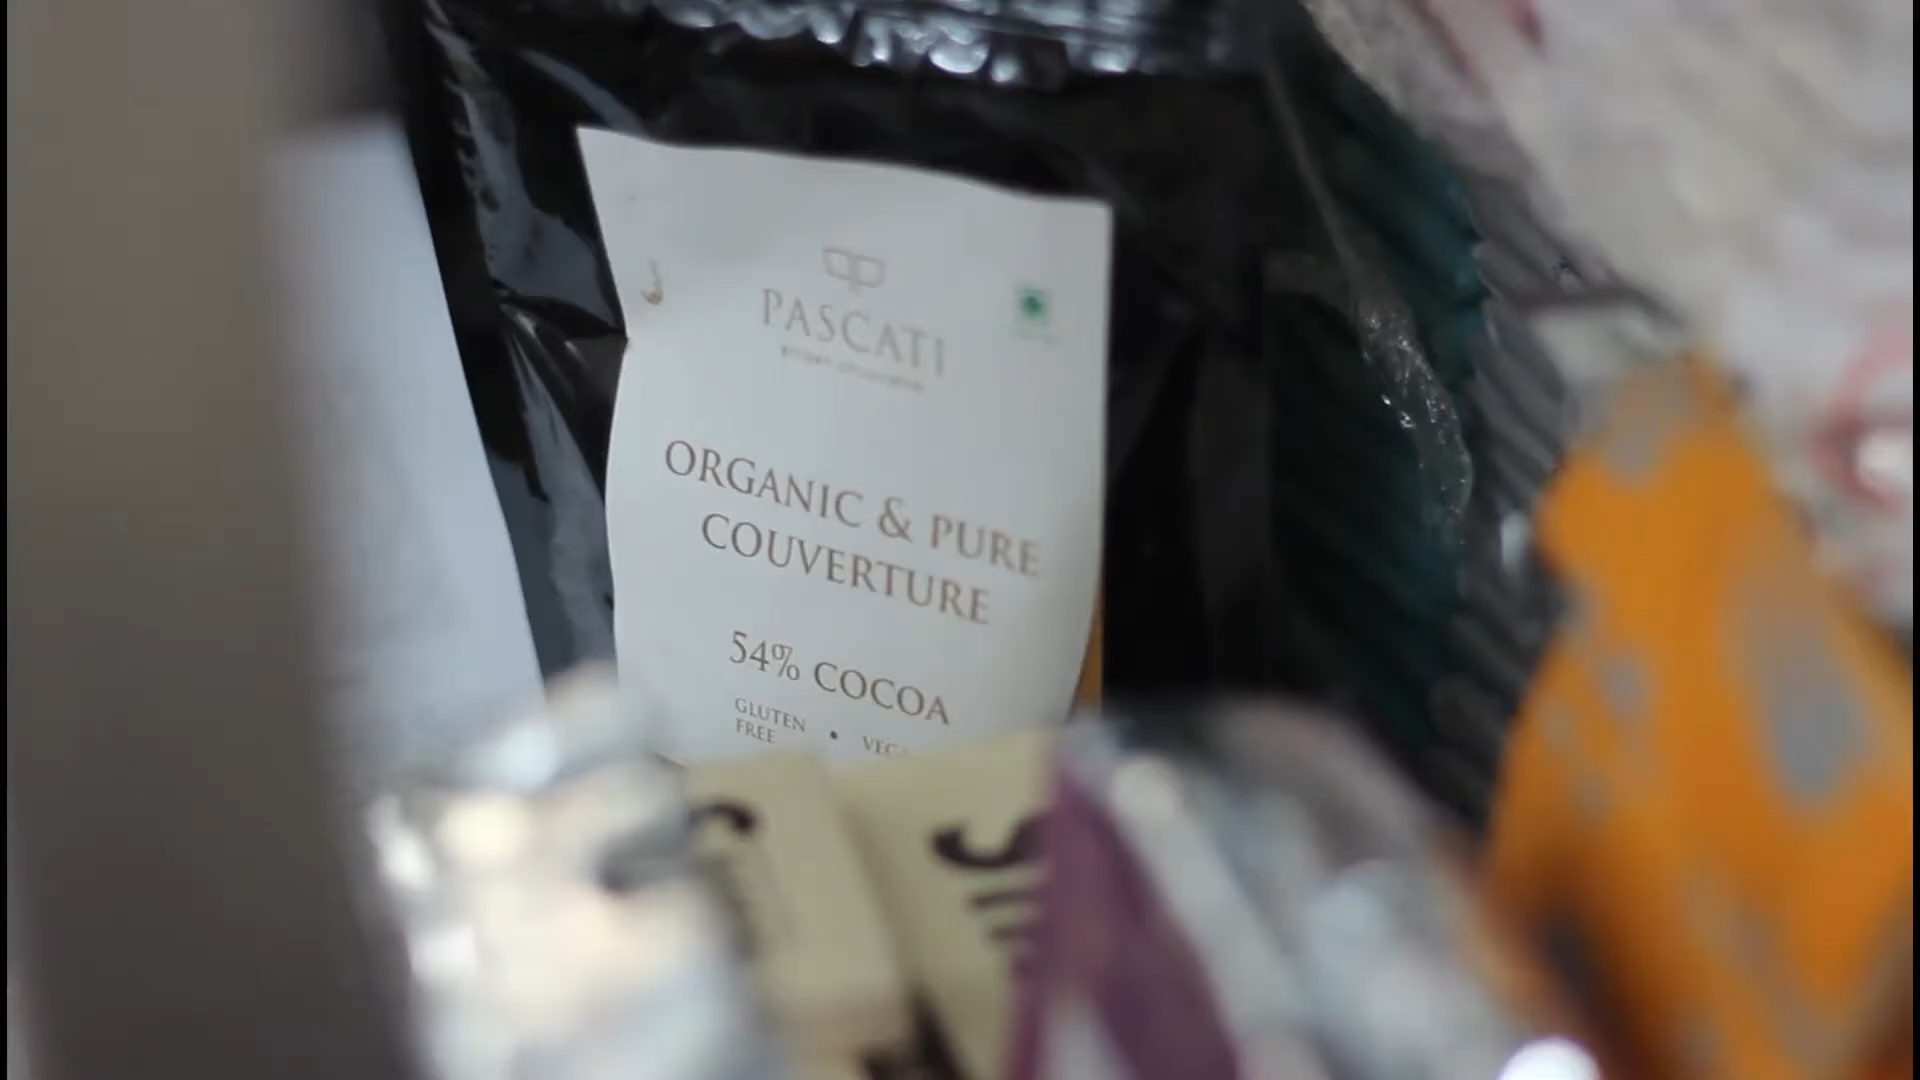 PASCATI
ORGANIC & PURE
COUVERTURE
54% COCOA
GLUTEN
FREE
•